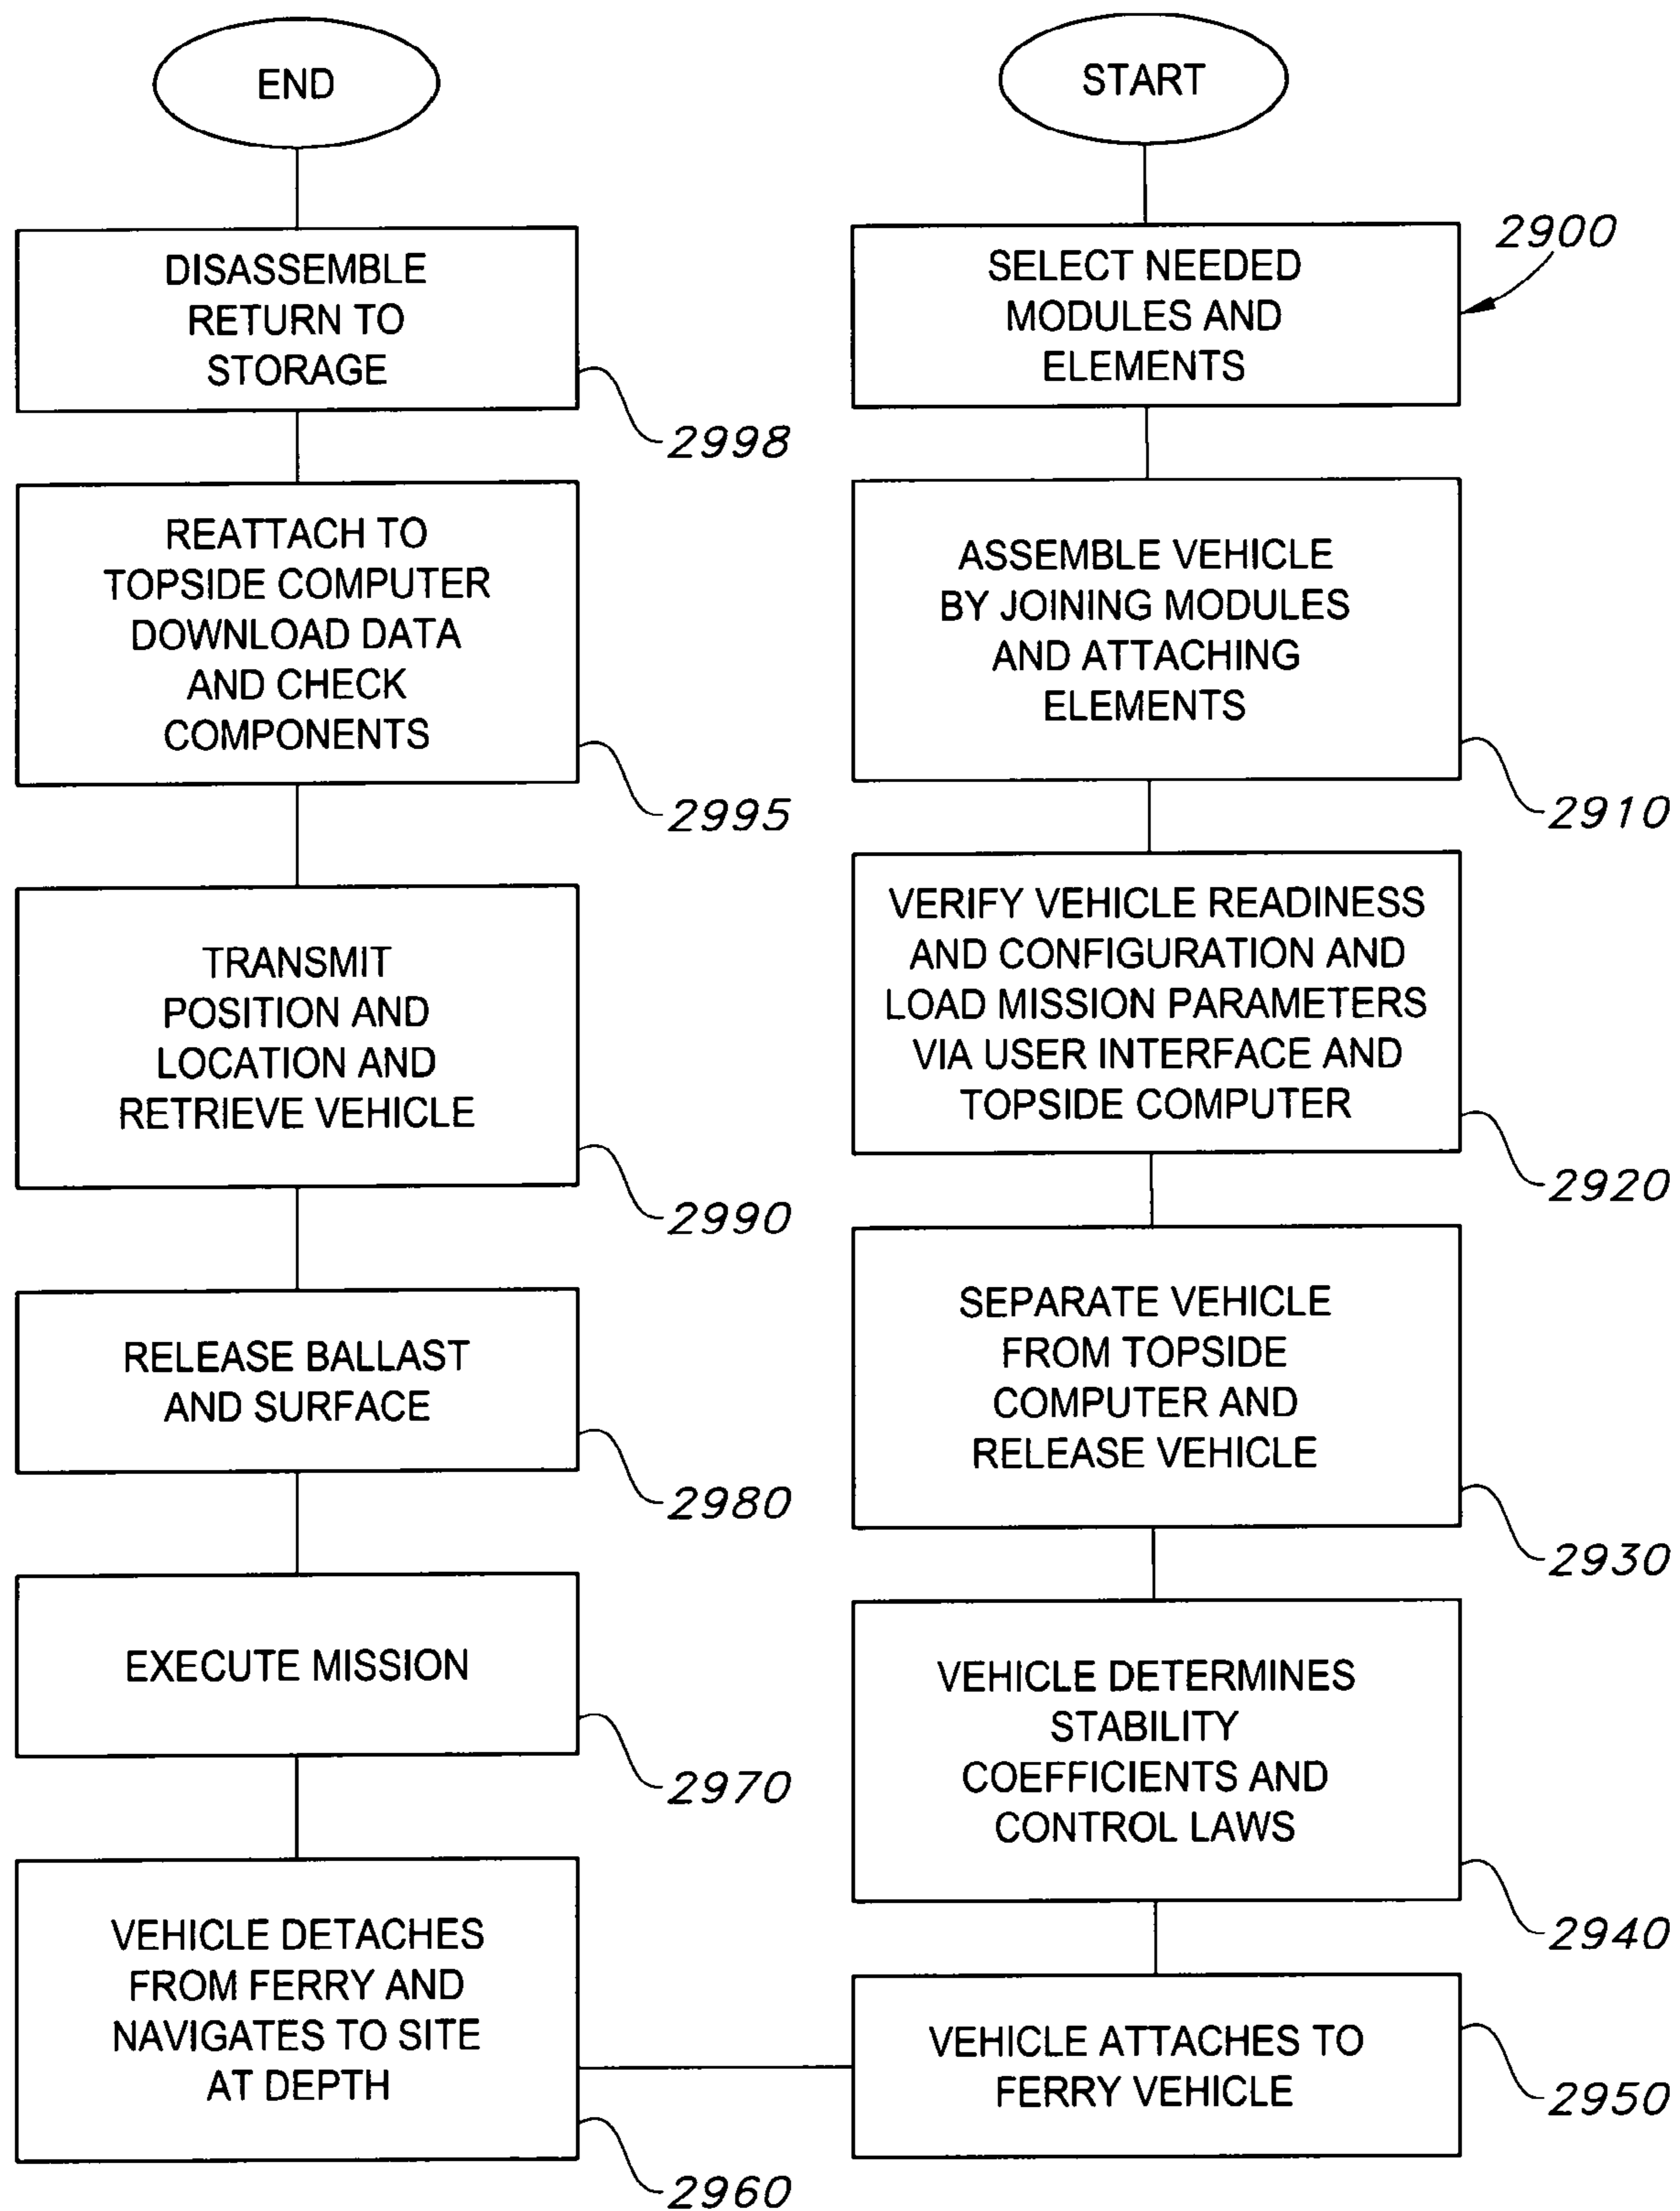 START
SELECT NEEDED
MODULES AND
ELEMENTS
2900
ASSEMBLE VEHICLE
BY JOINING MODULES
AND ATTACHING
ELEMENTS
2910
VERIFY VEHICLE READINESS
AND CONFIGURATION AND
LOAD MISSION PARAMETERS
VIA USER INTERFACE AND
TOPSIDE COMPUTER
2920
SEPARATE VEHICLE
FROM TOPSIDE
COMPUTER AND
RELEASE VEHICLE
2930
VEHICLE DETERMINES
STABILITY
COEFFICIENTS AND
CONTROL LAWS
2940
VEHICLE ATTACHES TO
FERRY VEHICLE
2950
VEHICLE DETACHES
FROM FERRY AND
NAVIGATES TO SITE
AT DEPTH
2960
EXECUTE MISSION
2970
RELEASE BALLAST
AND SURFACE
2980
TRANSMIT
POSITION AND
LOCATION AND
RETRIEVE VEHICLE
2990
REATTACH TO
TOPSIDE COMPUTER
DOWNLOAD DATA
AND CHECK
COMPONENTS
2995
DISASSEMBLE
RETURN TO
STORAGE
2998
END